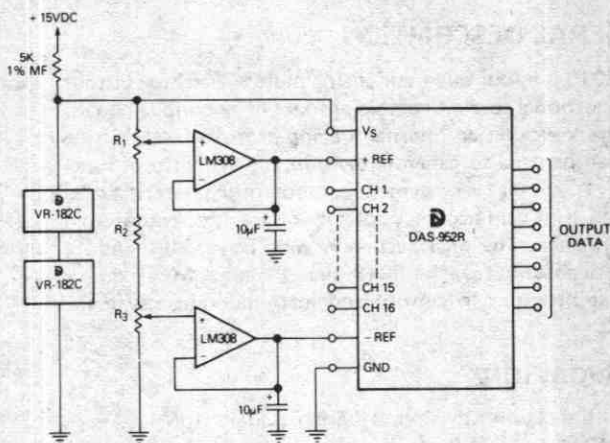 + 15VDC
5K
1% MF
R1
+
−
LM308
10µF
+
VR-182C
R2
VR-182C
R3
+
−
LM308
10µF
+
VS
+ REF
CH 1
CH 2
CH 15
CH 16
− REF
GND
DAS-952R
OUTPUT
DATA